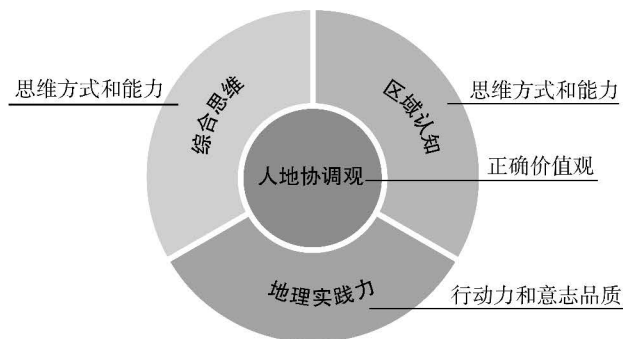 思维方式和能力
综合思维
区域认知
思维方式和能力
人地协调观
正确价值观
地理实践力
行动力和意志品质